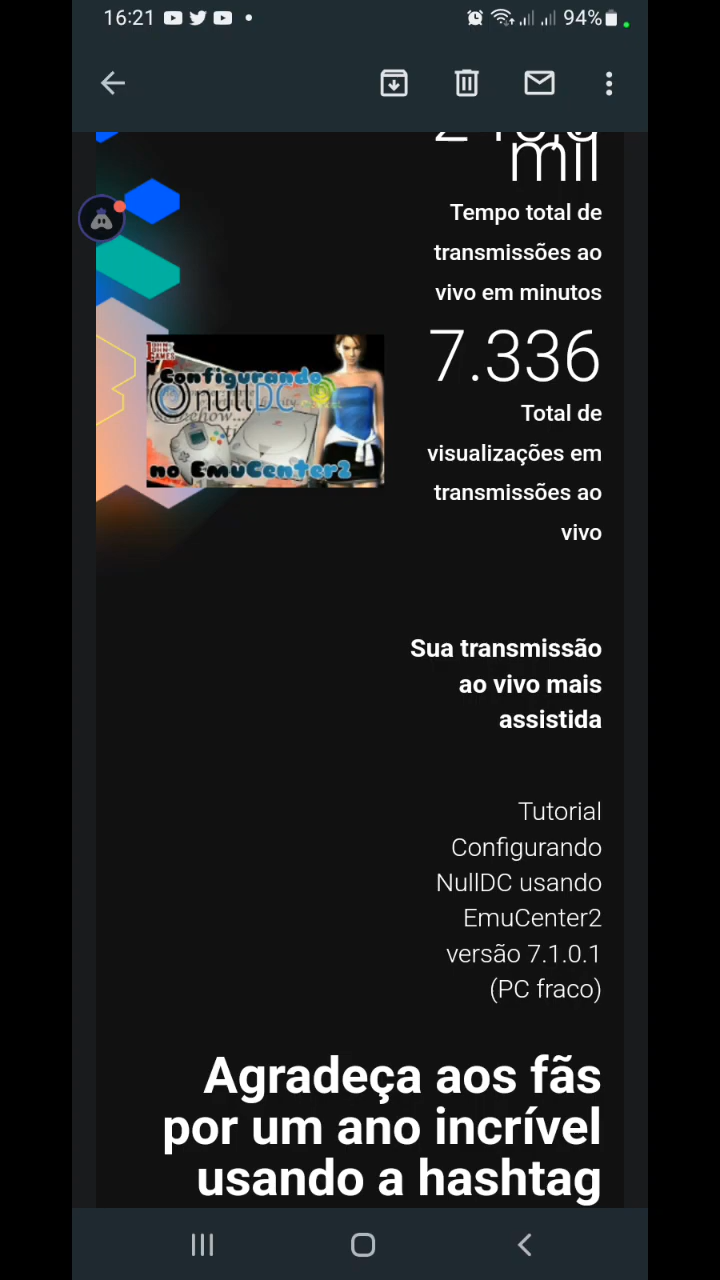 16:21
94%
mil
Tempo total de
transmissões ao
vivo em minutos
7.336
Total de
visualizações em
transmissões ao
vivo
Configurando
nullDC
somehow...
no EmuCenter2
Sua transmissão
ao vivo mais
assistida
Tutorial
Configurando
NullDC usando
EmuCenter2
versão 7.1.0.1
(PC fraco)
Agradeça aos fãs
por um ano incrível
usando a hashtag